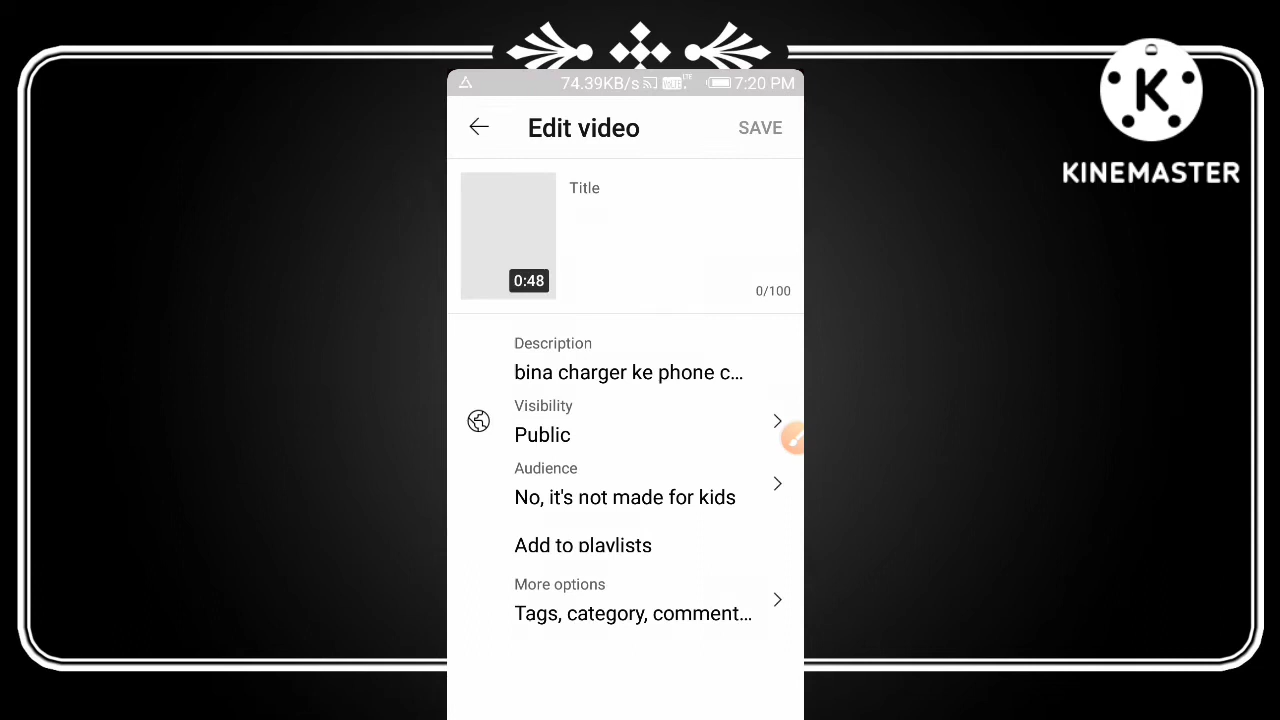 74.39KB/s 7:20 PM
Edit video SAVE
KINEMASTER
Title
0:48
0/100
Description
bina charger ke phone c...
Visibility
Public
Audience
No, it's not made for kids
Add to playlists
More options
Tags, category, comment...